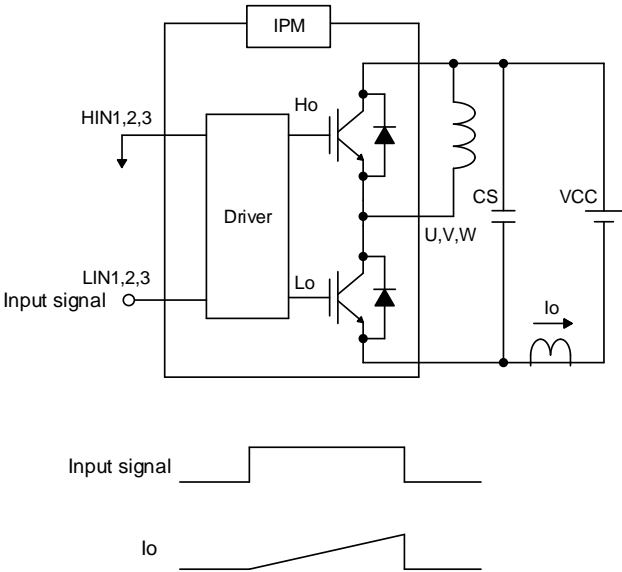 IPM
HIN1,2,3
Ho
Driver
CS
VCC
U,V,W
LIN1,2,3
Lo
Input signal
Io
Input signal
Io